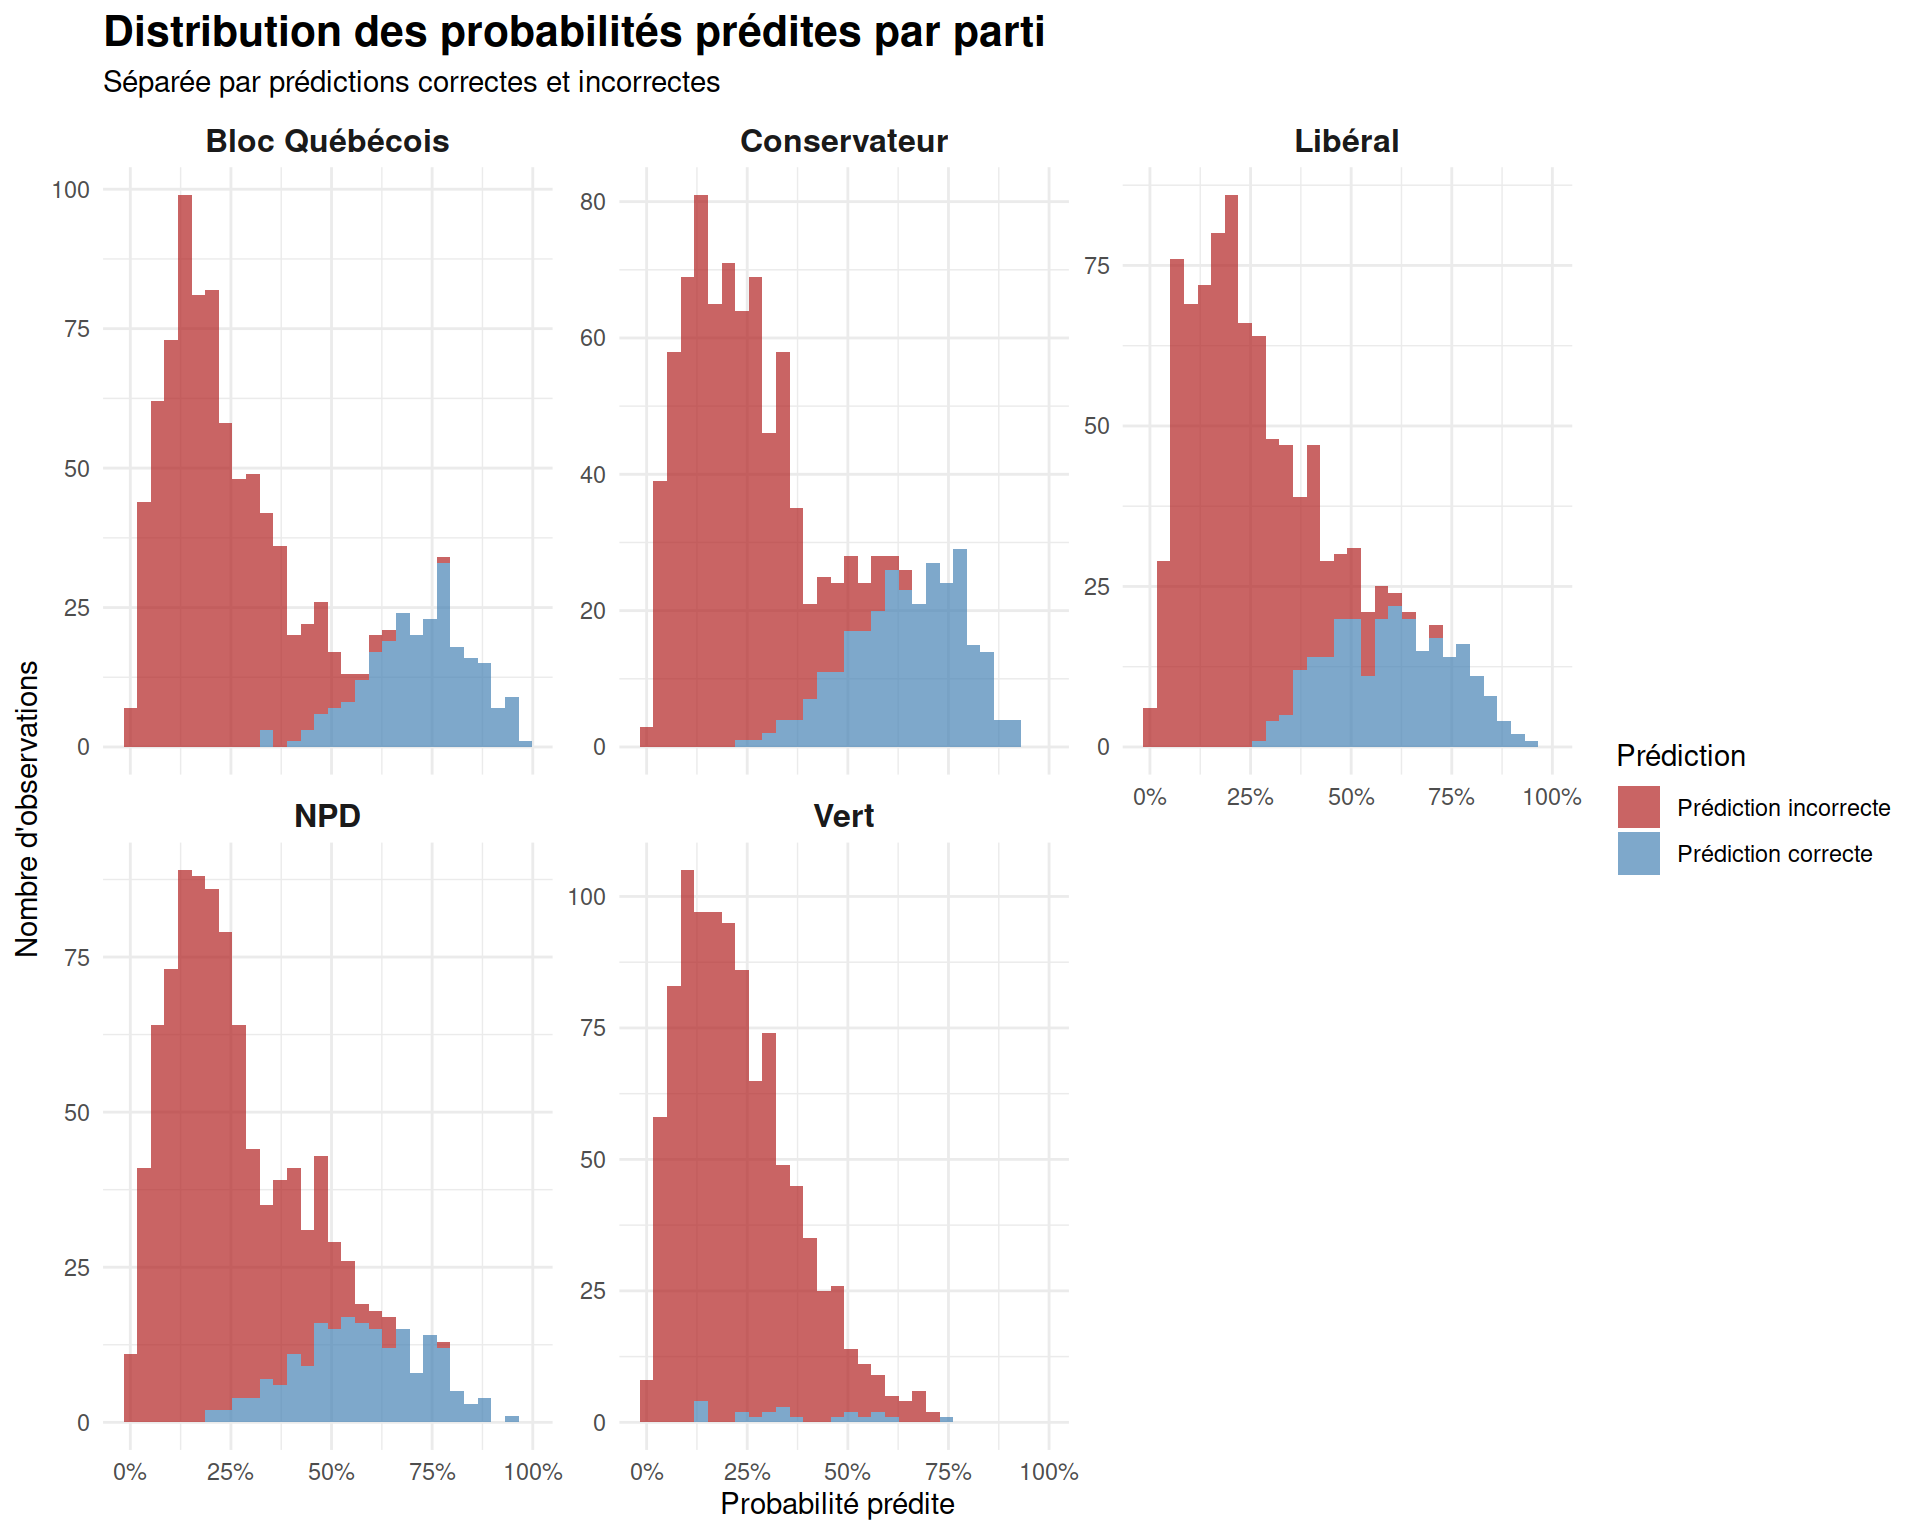 Distribution des probabilités prédites par parti
Séparée par prédictions correctes et incorrectes
Bloc Québécois
Conservateur
Libéral
100
75
50
25
0
80
60
40
20
0
75
50
25
0
0% 25% 50% 75% 100%
Nombre d'observations
Prédiction
Prédiction incorrecte
Prédiction correcte
NPD
Vert
75
50
25
0
100
75
50
25
0
0% 25% 50% 75% 100%
0% 25% 50% 75% 100%
Probabilité prédite